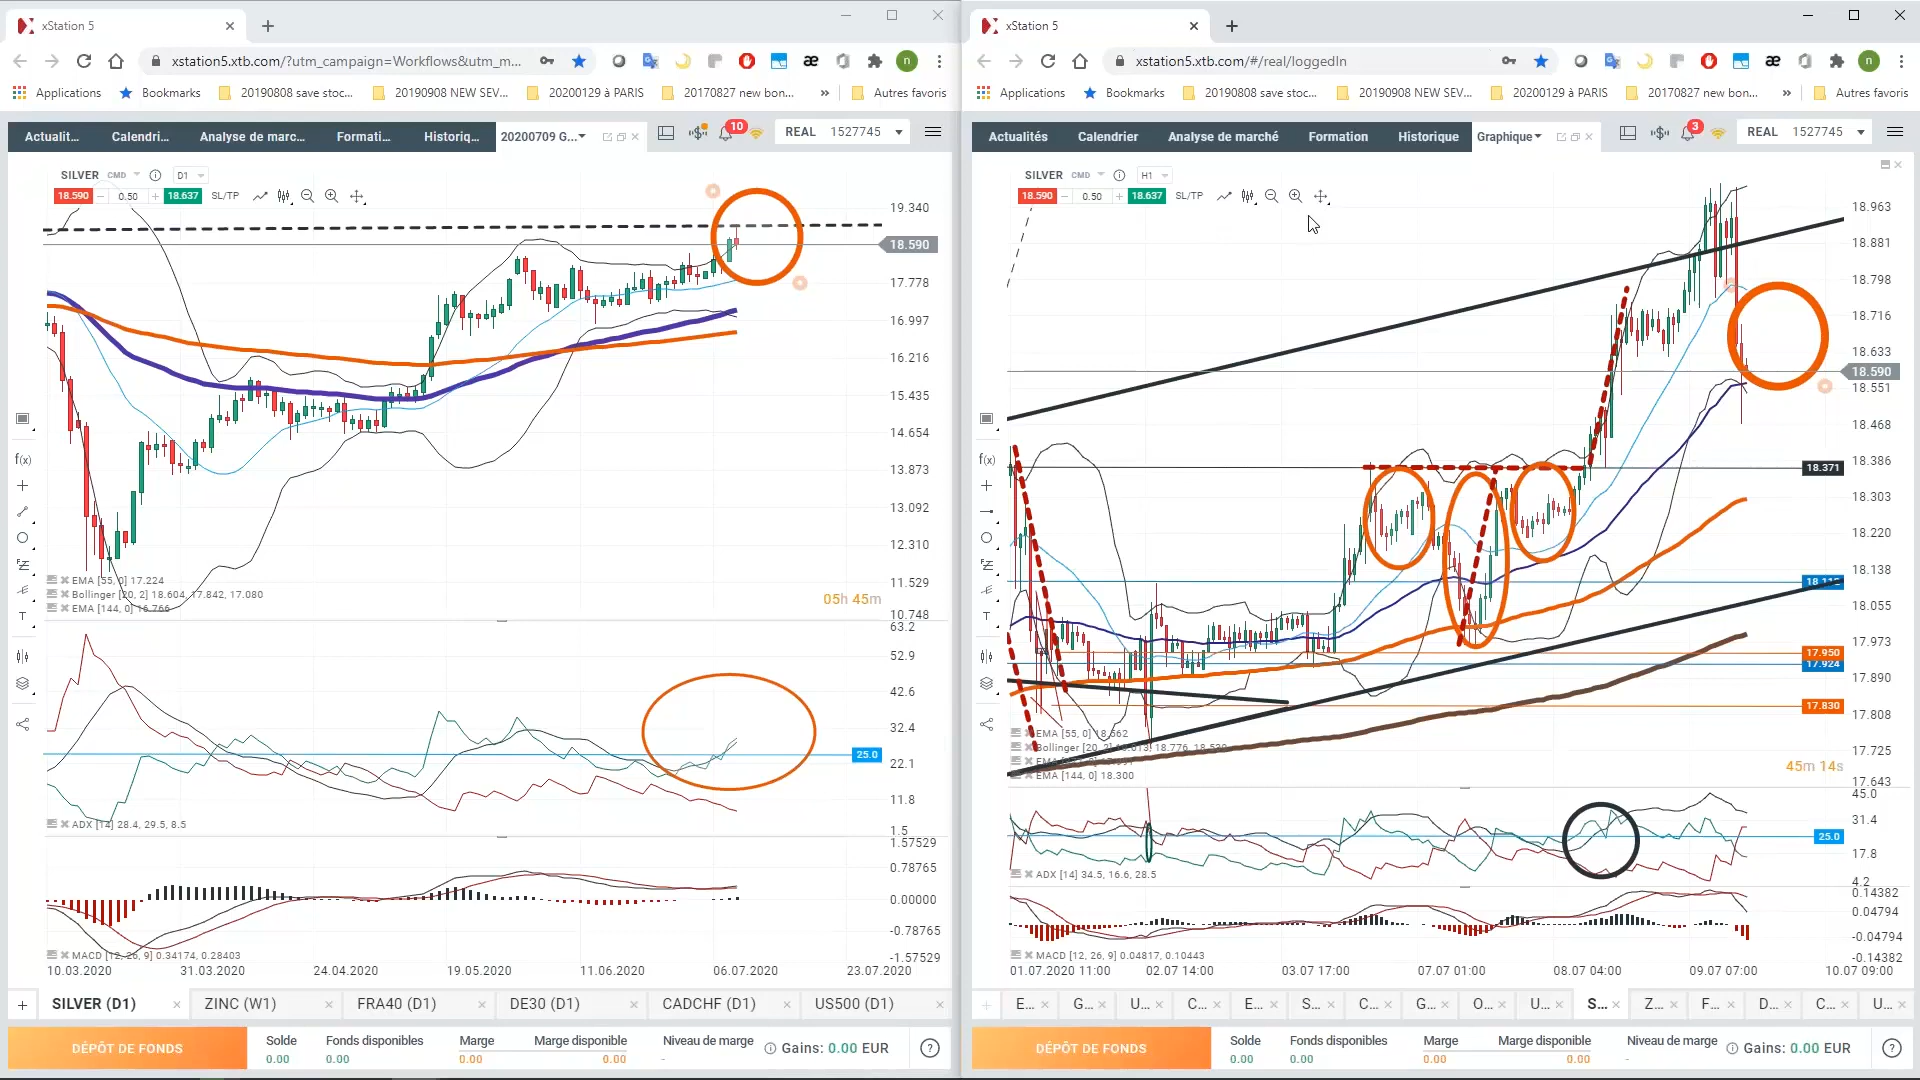 xStation 5
xstation5.xtb.com/?utm_campaign=Workflows&utm_m...
Applications Bookmarks 20190808 save stoc... 20190908 NEW SEV... 20200129 à PARIS 20170827 new bon... » Autres favoris
Actualit... Calendri... Analyse de marc... Formati... Historiq... 20200709 G... 10 REAL 1527745
SILVER CMD D1
18.590 0.50 18.637 SL/TP
19.340
18.590
17.778
16.997
16.216
15.435
14.654
13.873
13.092
12.310
11.529
10.748
f(x)
T
EMA [55, 0] 17.224
Bollinger [20, 2] 18.604, 17.842, 17.080
EMA [144, 0] 16.766
05h 45m
63.2
52.9
42.6
32.4
25.0
22.1
11.8
1.5
ADX [14] 28.4, 29.5, 8.5
1.57529
0.78765
0.00000
-0.78765
-1.57529
MACD [12, 26, 9] 0.34174, 0.28403
10.03.2020 31.03.2020 24.04.2020 19.05.2020 11.06.2020 06.07.2020 23.07.2020
SILVER (D1) ZINC (W1) FRA40 (D1) DE30 (D1) CADCHF (D1) US500 (D1)
DÉPÔT DE FONDS
Solde Fonds disponibles Marge Marge disponible Niveau de marge Gains: 0.00 EUR
0.00 0.00 0.00 0.00 -
xStation 5
xstation5.xtb.com/#/real/loggedIn
Applications Bookmarks 20190808 save stoc... 20190908 NEW SEV... 20200129 à PARIS 20170827 new bon... » Autres favoris
Actualités Calendrier Analyse de marché Formation Historique Graphique 3 REAL 1527745
SILVER CMD H1
18.590 0.50 18.637 SL/TP
18.963
18.881
18.798
18.716
18.633
18.590
18.551
18.468
18.371
18.386
18.303
18.220
18.138
18.055
17.973
17.950
17.924
17.890
17.830
17.808
17.725
17.643
f(x)
T
EMA [55, 0] 18.562
EMA [144, 0] 18.300
45m 14s
45.0
31.4
25.0
17.8
4.2
ADX [14] 34.5, 16.6, 28.5
0.14382
0.04794
-0.04794
-0.14382
MACD [12, 26, 9] 0.04817, 0.10443
01.07.2020 11:00 02.07 14:00 03.07 17:00 07.07 01:00 08.07 04:00 09.07 07:00 10.07 09:00
E... G... U... C... E... S... C... G... O... U... S... Z... F... D... C... U...
DÉPÔT DE FONDS
Solde Fonds disponibles Marge Marge disponible Niveau de marge Gains: 0.00 EUR
0.00 0.00 0.00 0.00 -